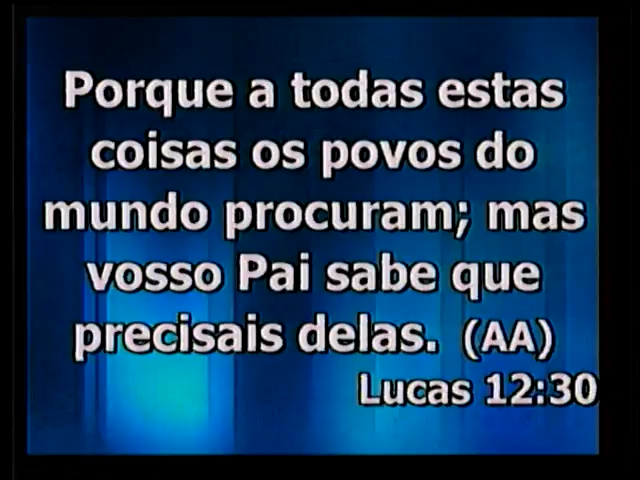 Porque a todas estas
coisas os povos do
mundo procuram; mas
vosso Pai sabe que
precisais delas. (AA)
Lucas 12:30